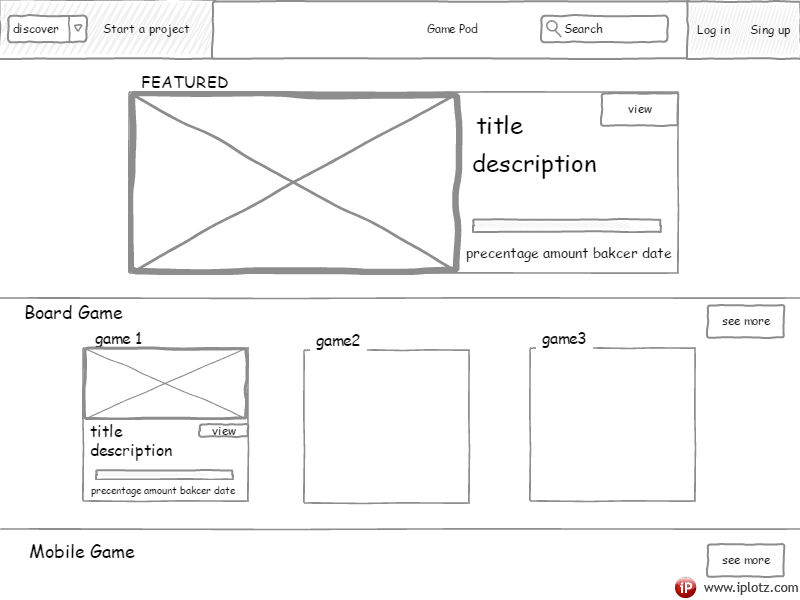 discover
Start a project
Game Pod
Search
Log in
Sing up
FEATURED
view
title
description
precentage amount bakcer date
Board Game
see more
game 1
game2
game3
title
view
description
precentage amount bakcer date
Mobile Game
see more
iP www.iplotz.com